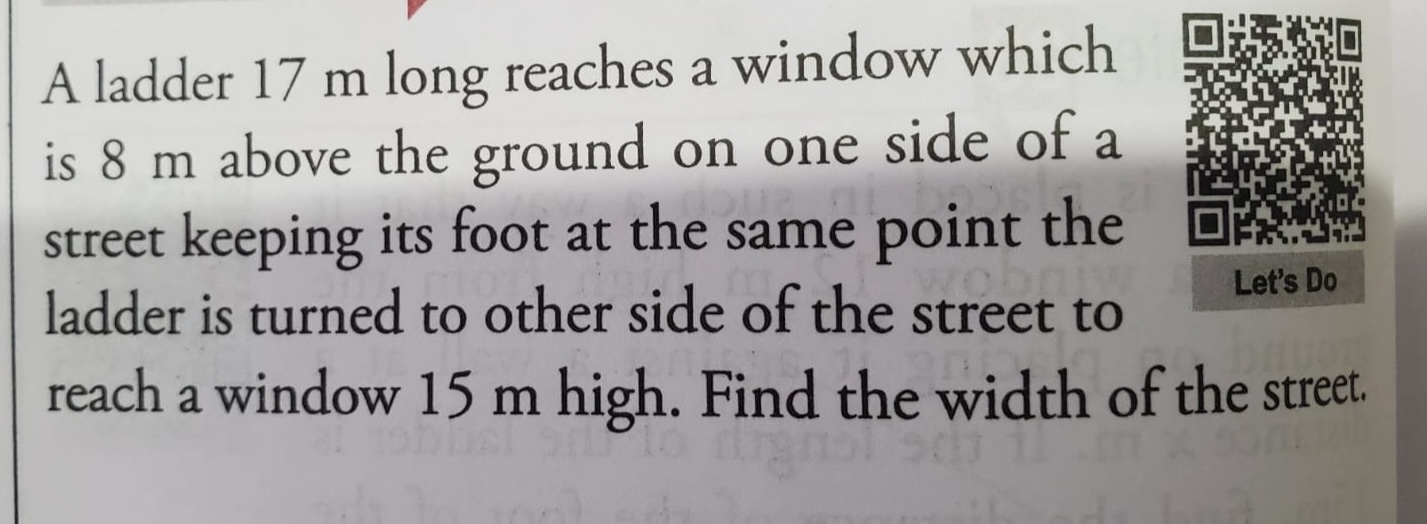 A ladder 17 m long reaches a window which
is 8 m above the ground on one side of a
street keeping its foot at the same point the
ladder is turned to other side of the street to
reach a window 15 m high. Find the width of the street.
Let's Do